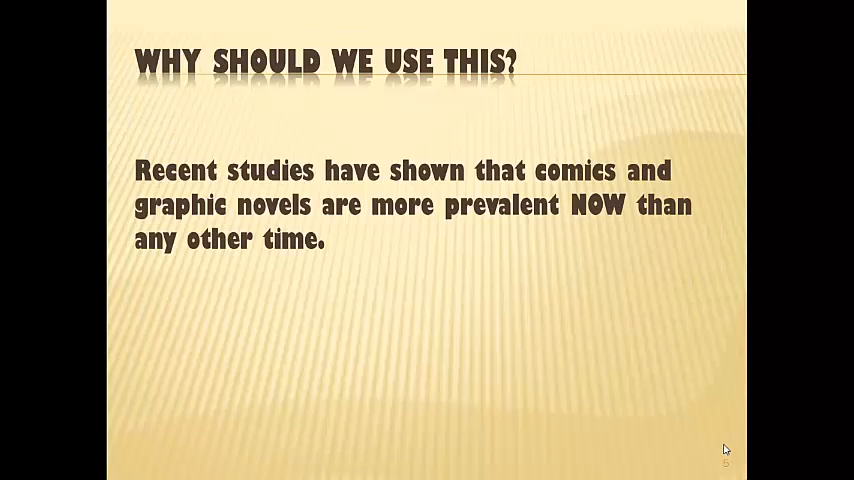 WHY SHOULD WE USE THIS?
Recent studies have shown that comics and
graphic novels are more prevalent NOW than
any other time.
5